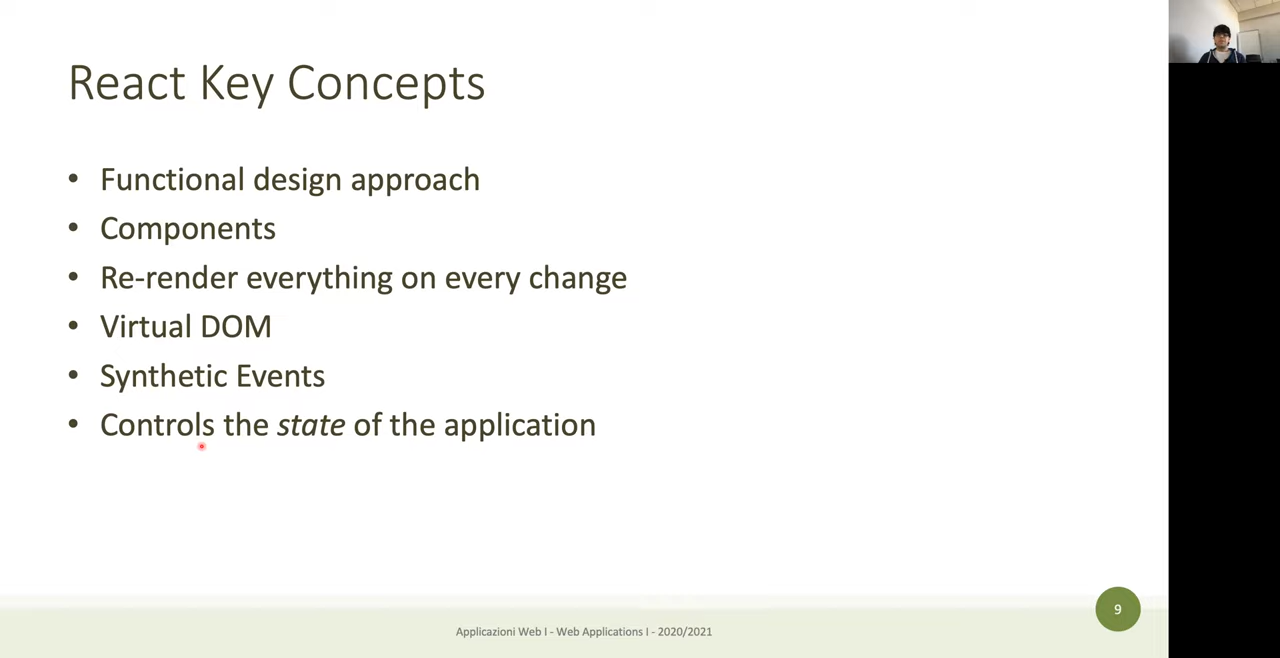 React Key Concepts
• Functional design approach
• Components
• Re-render everything on every change
• Virtual DOM
• Synthetic Events
• Controls the state of the application
9
Applicazioni Web I - Web Applications I - 2020/2021